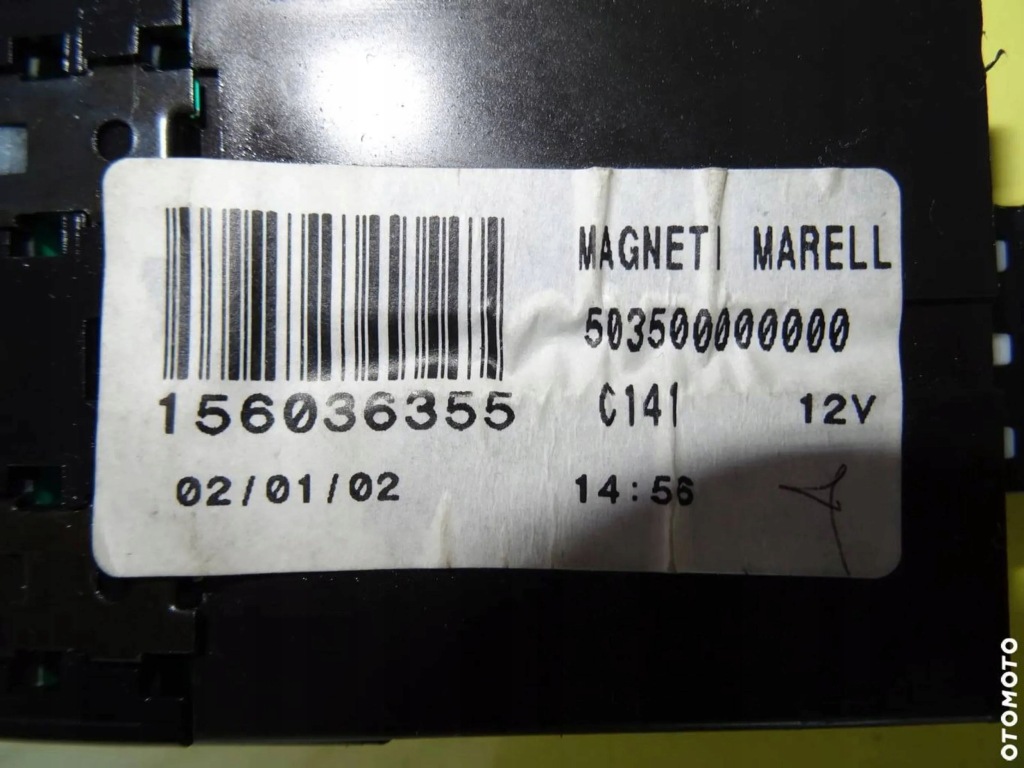 MAGNETI MARELL
503500000000
156036355 C141 12V
02/01/02 14:56
OTOMOTO